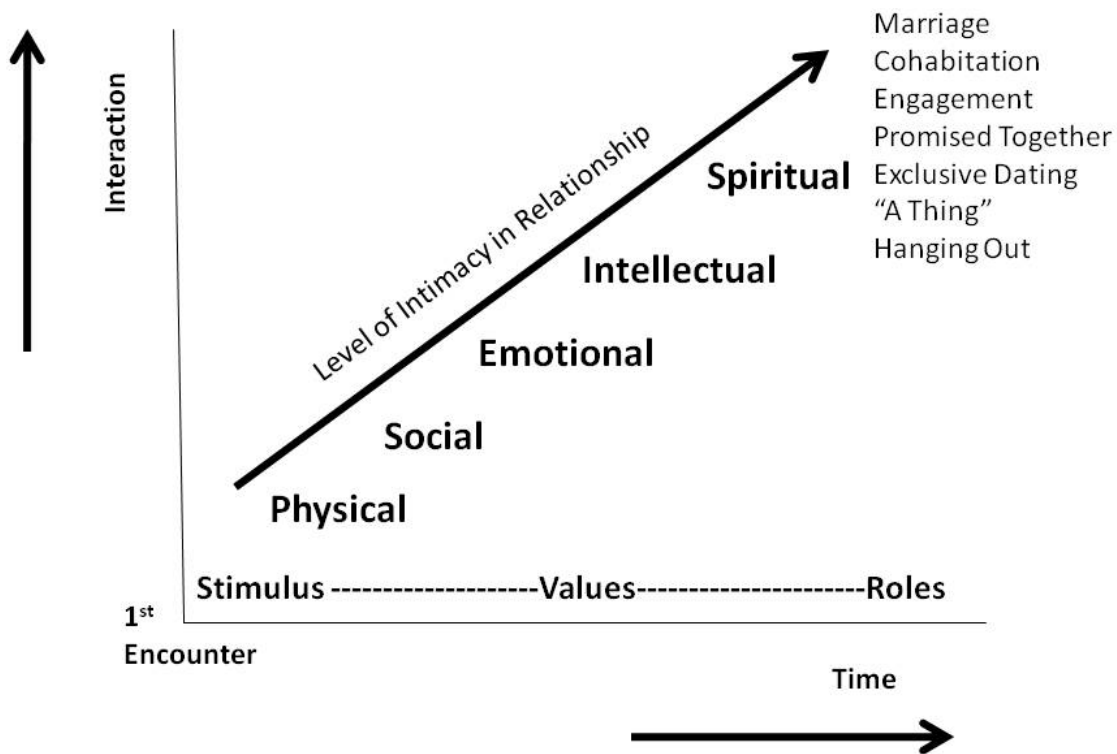 Marriage
Cohabitation
Engagement
Promised Together
Exclusive Dating
“A Thing”
Hanging Out
Interaction
Level of Intimacy in Relationship
Spiritual
Intellectual
Emotional
Social
Physical
Stimulus -------------------Values---------------------Roles
1st
Encounter
Time